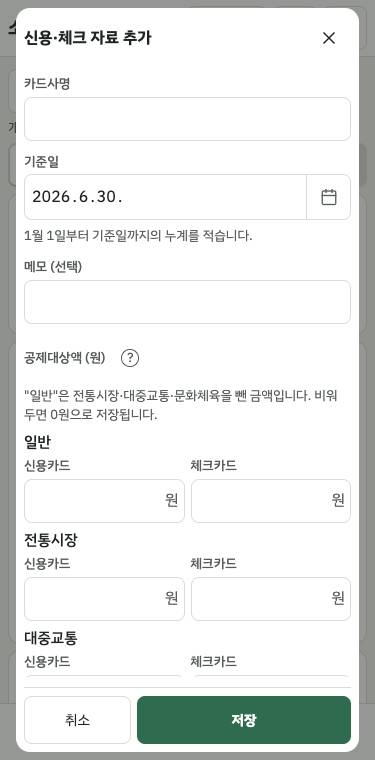 신용·체크 자료 추가
카드사명
기준일
2026.6.30.
1월 1일부터 기준일까지의 누계를 적습니다.
메모 (선택)
공제대상액 (원) ?
"일반"은 전통시장·대중교통·문화체육을 뺀 금액입니다. 비워
두면 0원으로 저장됩니다.
일반
신용카드 체크카드
원 원
전통시장
신용카드 체크카드
원 원
대중교통
신용카드 체크카드
취소 저장